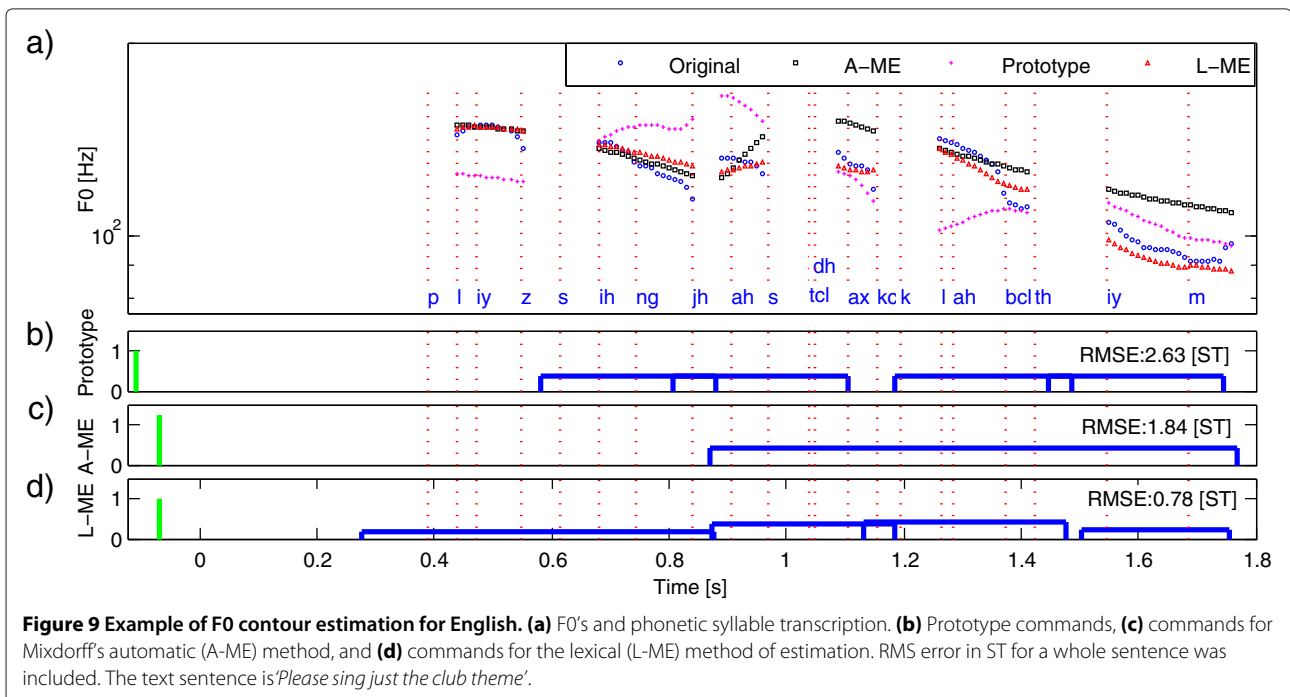 a)
Original A-ME Prototype L-ME
F0 [Hz]
10²
dh
p l iy z s ih ng jh ah s tcl ax kc k l ah bcl th iy m
b)
Prototype
1
0
RMSE:2.63 [ST]
c)
A-ME
1
0
RMSE:1.84 [ST]
d)
L-ME
1
0
RMSE:0.78 [ST]
0 0.2 0.4 0.6 0.8 1 1.2 1.4 1.6 1.8
Time [s]
Figure 9 Example of F0 contour estimation for English. (a) F0's and phonetic syllable transcription. (b) Prototype commands, (c) commands for
Mixdorff's automatic (A-ME) method, and (d) commands for the lexical (L-ME) method of estimation. RMS error in ST for a whole sentence was
included. The text sentence is 'Please sing just the club theme'.